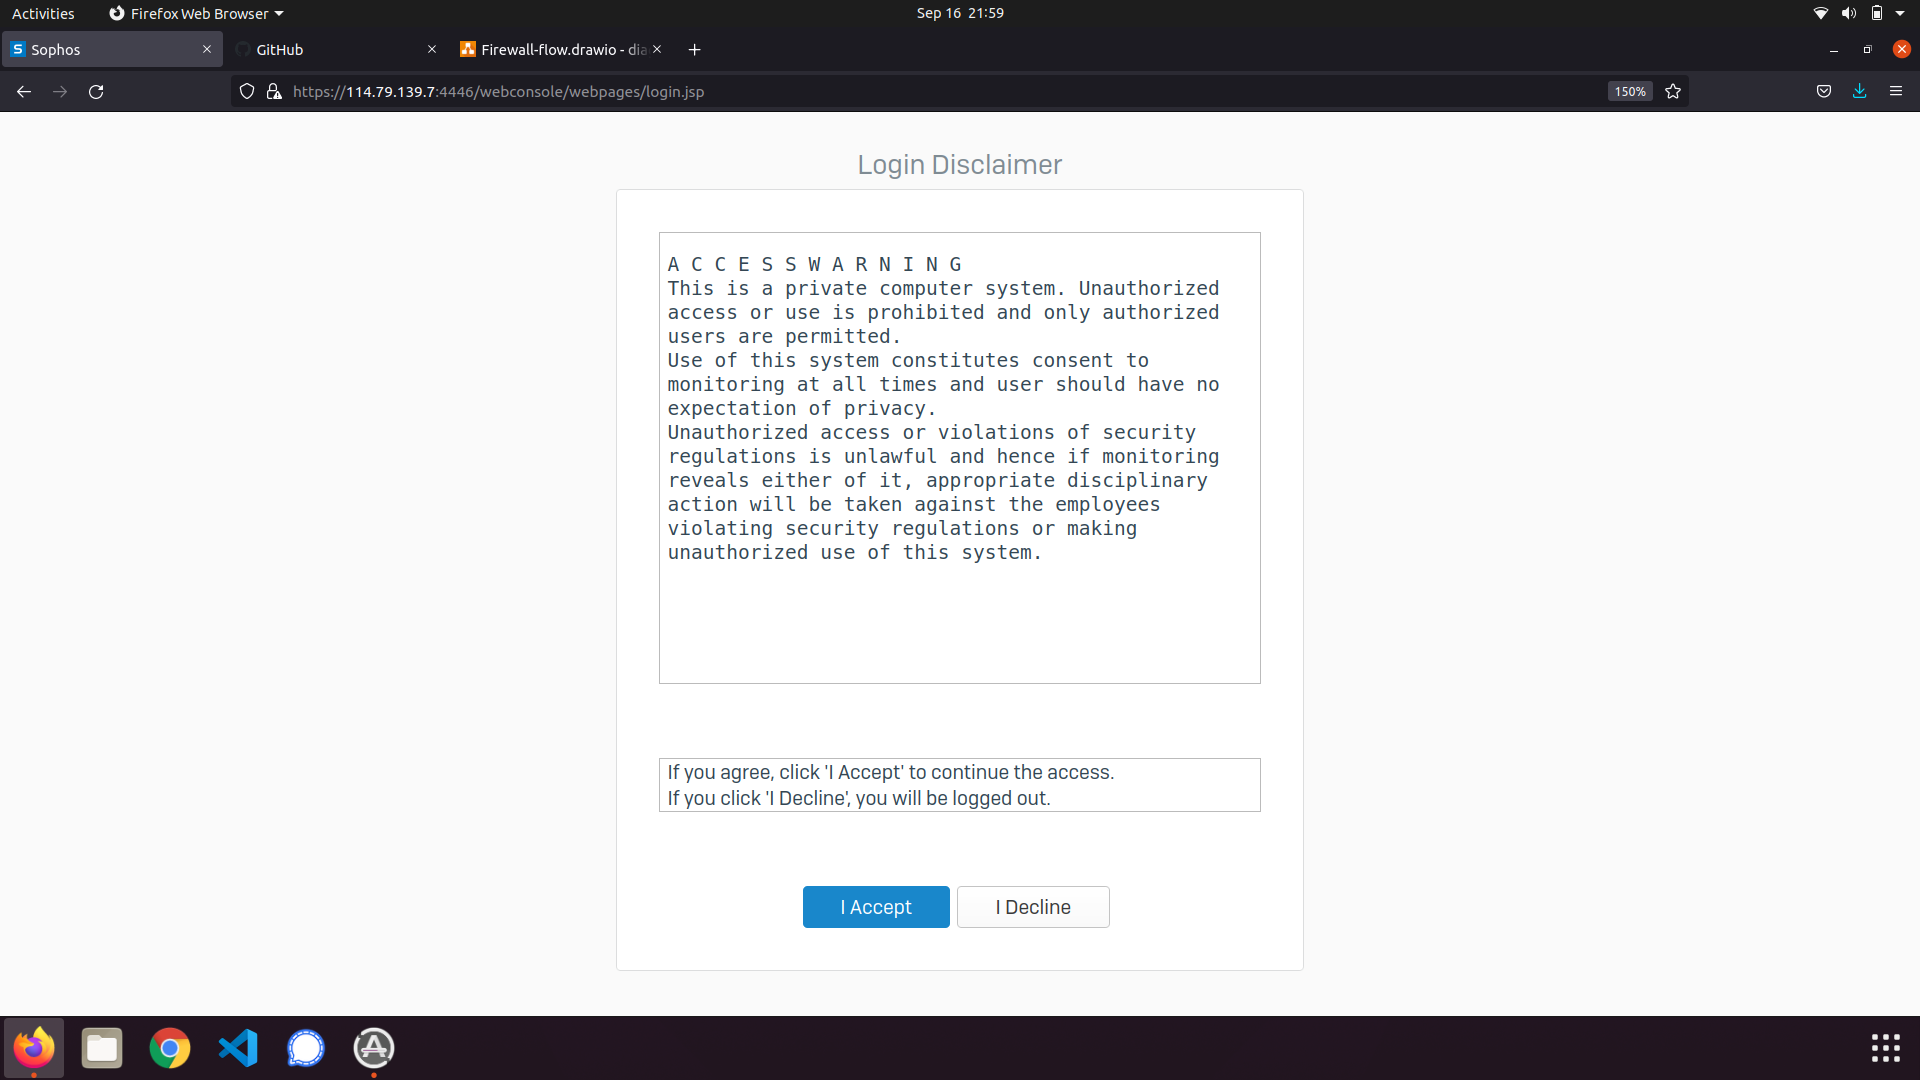 Activities
Firefox Web Browser
Sep 16 21:59
Sophos
GitHub
Firewall-flow.drawio - dia
https://114.79.139.7:4446/webconsole/webpages/login.jsp
150%
Login Disclaimer
A C C E S S W A R N I N G
This is a private computer system. Unauthorized
access or use is prohibited and only authorized
users are permitted.
Use of this system constitutes consent to
monitoring at all times and user should have no
expectation of privacy.
Unauthorized access or violations of security
regulations is unlawful and hence if monitoring
reveals either of it, appropriate disciplinary
action will be taken against the employees
violating security regulations or making
unauthorized use of this system.
If you agree, click 'I Accept' to continue the access.
If you click 'I Decline', you will be logged out.
I Accept
I Decline